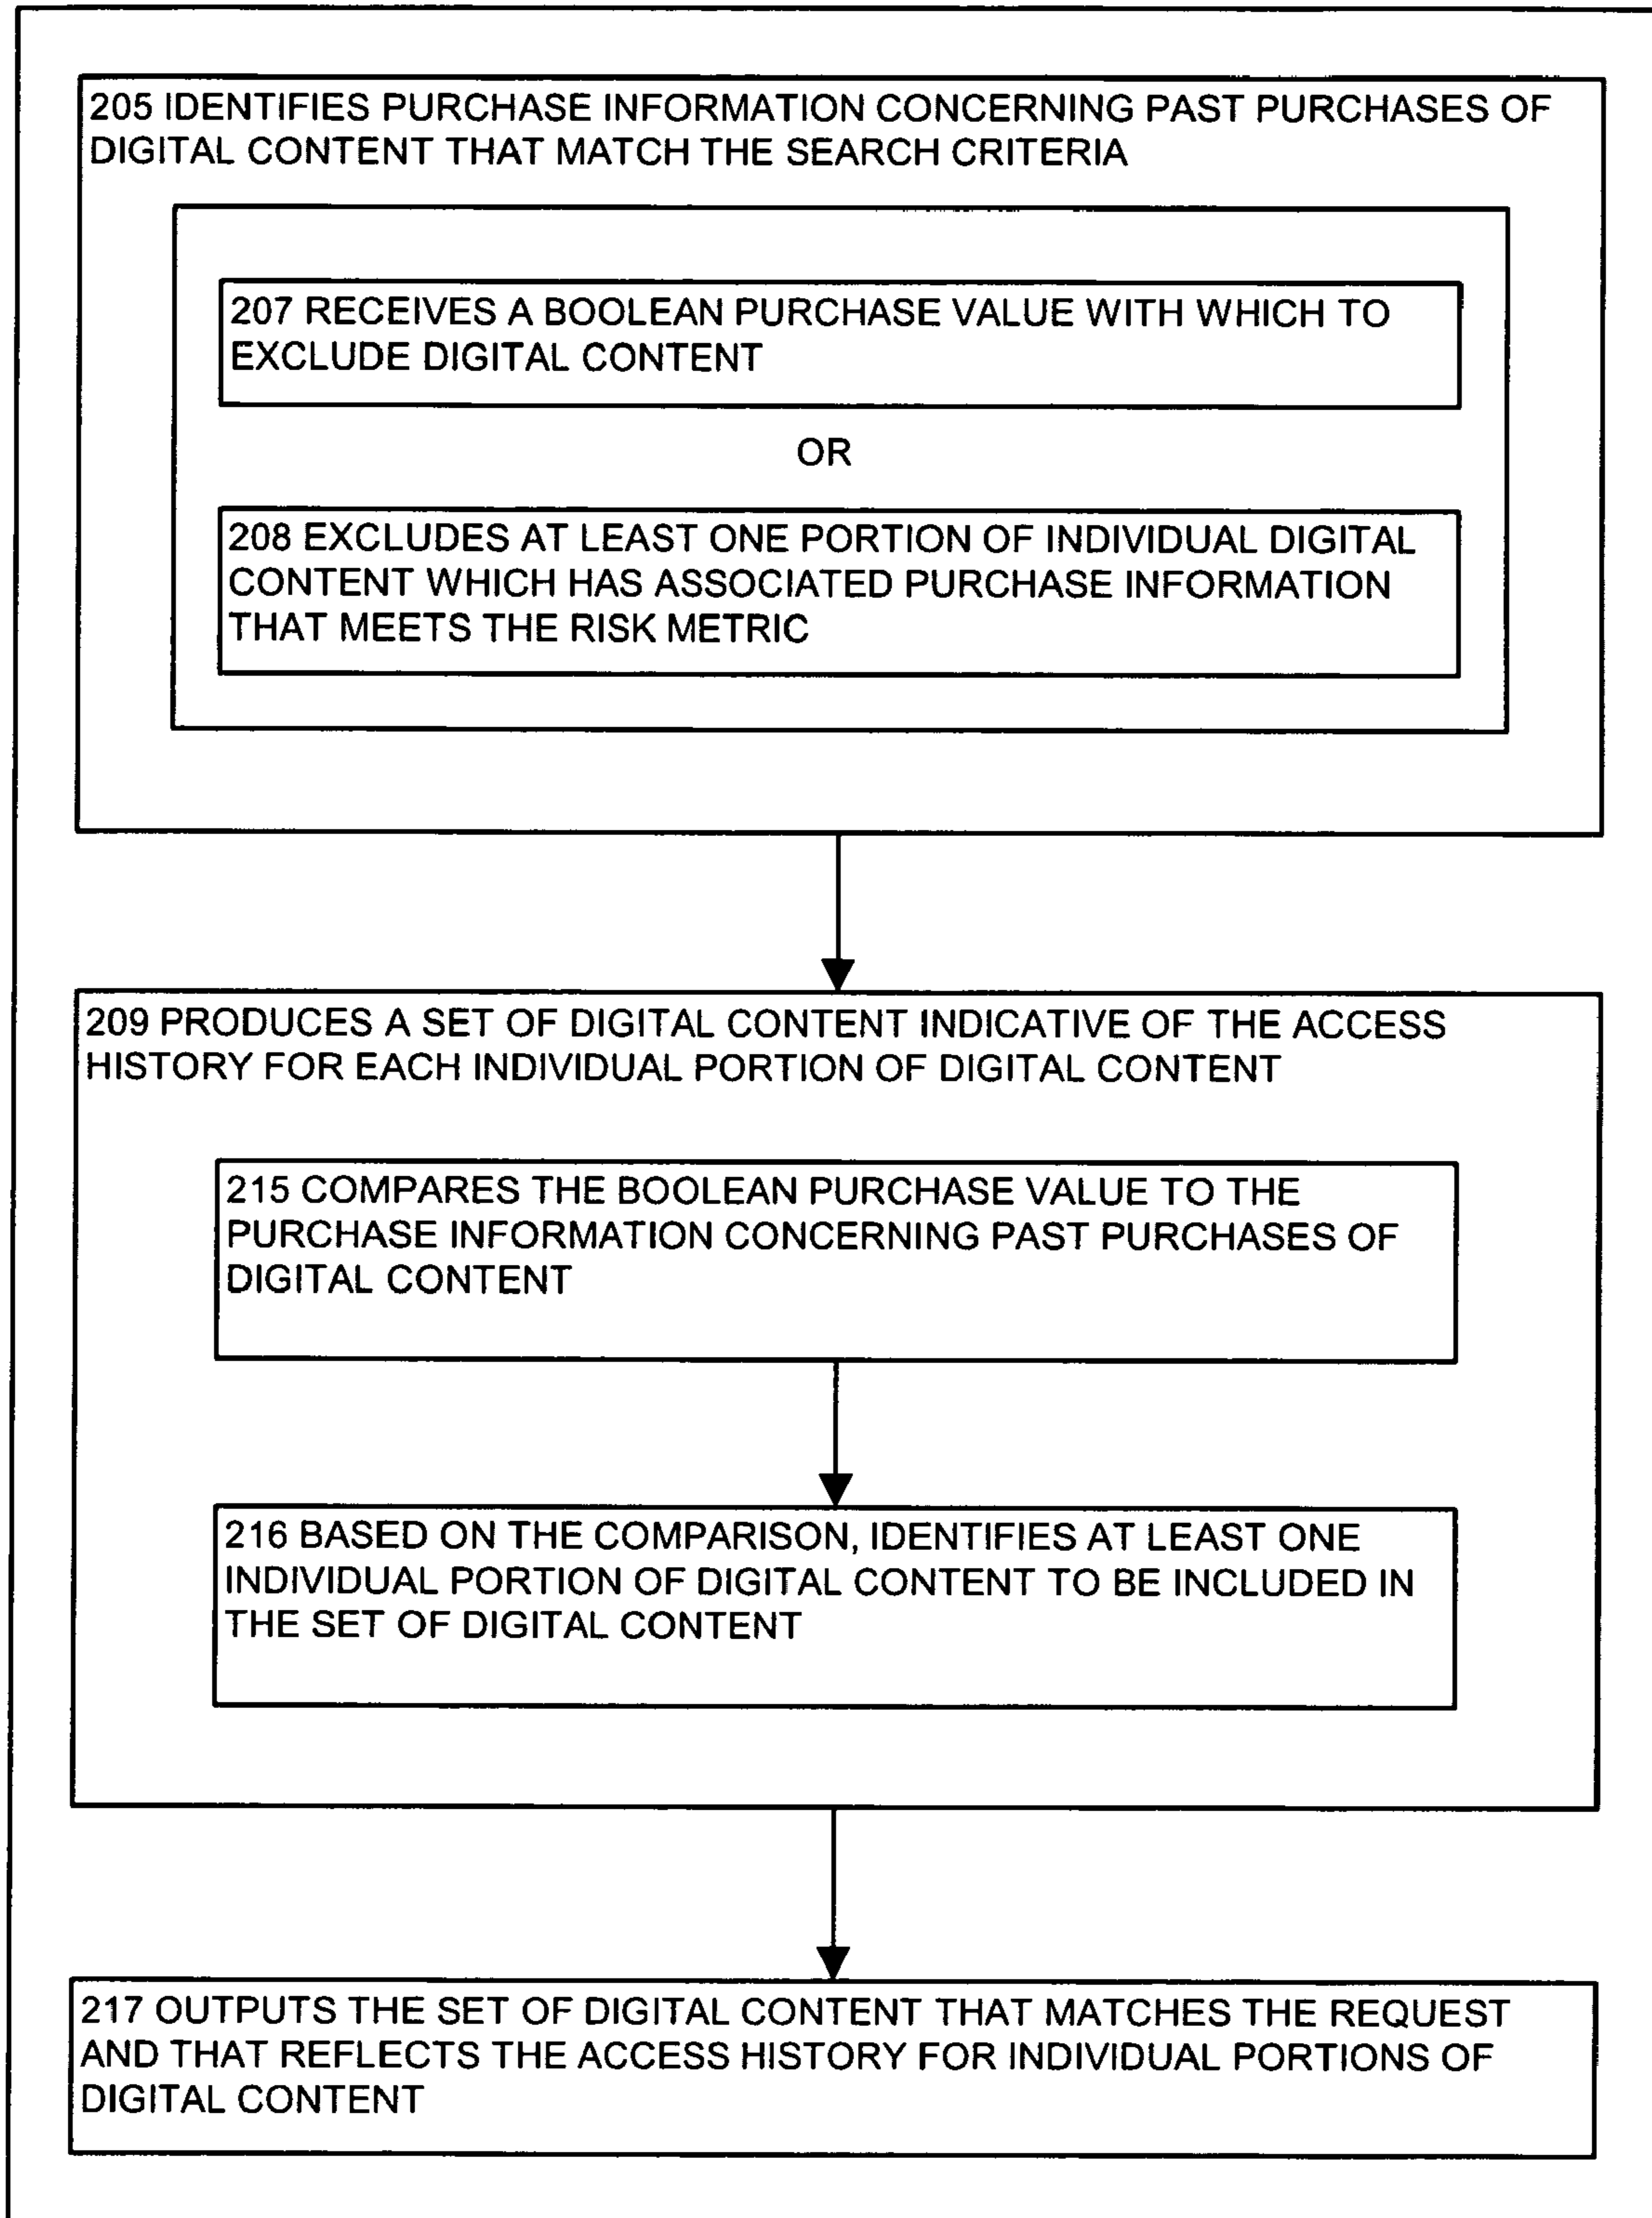 205 IDENTIFIES PURCHASE INFORMATION CONCERNING PAST PURCHASES OF
DIGITAL CONTENT THAT MATCH THE SEARCH CRITERIA
207 RECEIVES A BOOLEAN PURCHASE VALUE WITH WHICH TO
EXCLUDE DIGITAL CONTENT
OR
208 EXCLUDES AT LEAST ONE PORTION OF INDIVIDUAL DIGITAL
CONTENT WHICH HAS ASSOCIATED PURCHASE INFORMATION
THAT MEETS THE RISK METRIC
209 PRODUCES A SET OF DIGITAL CONTENT INDICATIVE OF THE ACCESS
HISTORY FOR EACH INDIVIDUAL PORTION OF DIGITAL CONTENT
215 COMPARES THE BOOLEAN PURCHASE VALUE TO THE
PURCHASE INFORMATION CONCERNING PAST PURCHASES OF
DIGITAL CONTENT
216 BASED ON THE COMPARISON, IDENTIFIES AT LEAST ONE
INDIVIDUAL PORTION OF DIGITAL CONTENT TO BE INCLUDED IN
THE SET OF DIGITAL CONTENT
217 OUTPUTS THE SET OF DIGITAL CONTENT THAT MATCHES THE REQUEST
AND THAT REFLECTS THE ACCESS HISTORY FOR INDIVIDUAL PORTIONS OF
DIGITAL CONTENT